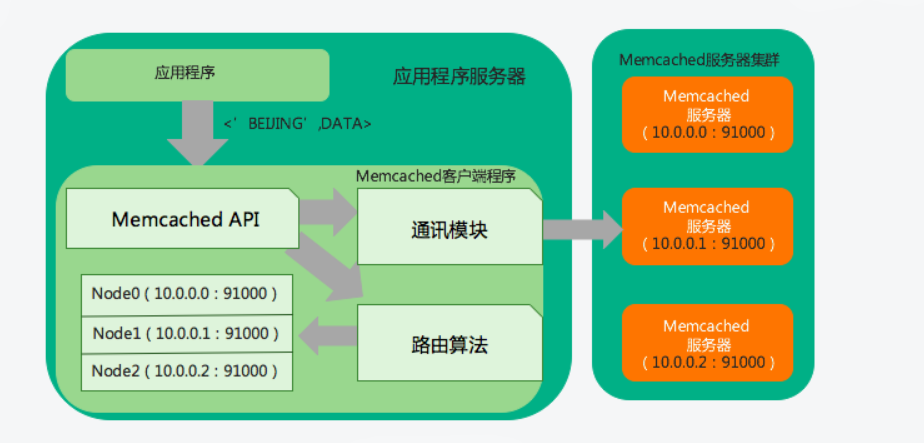 应用程序
应用程序服务器
<’BEIJING’,DATA>
Memcached客户端程序
Memcached API
通讯模块
Node0（10.0.0.0：91000）
Node1（10.0.0.1：91000）
Node2（10.0.0.2：91000）
路由算法
Memcached服务器集群
Memcached
服务器
（10.0.0.0：91000）
Memcached
服务器
（10.0.0.1：91000）
Memcached
服务器
（10.0.0.2：91000）